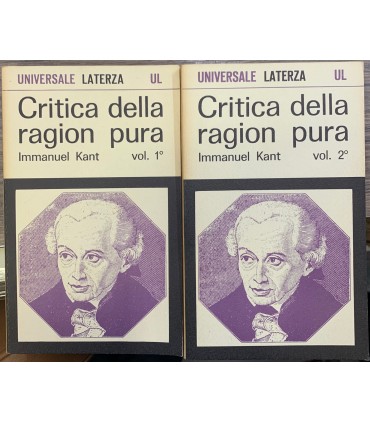 UNIVERSALE LATERZA UL
Critica della
ragion pura
Immanuel Kant vol. 1°
UNIVERSALE LATERZA UL
Critica della
ragion pura
Immanuel Kant vol. 2°